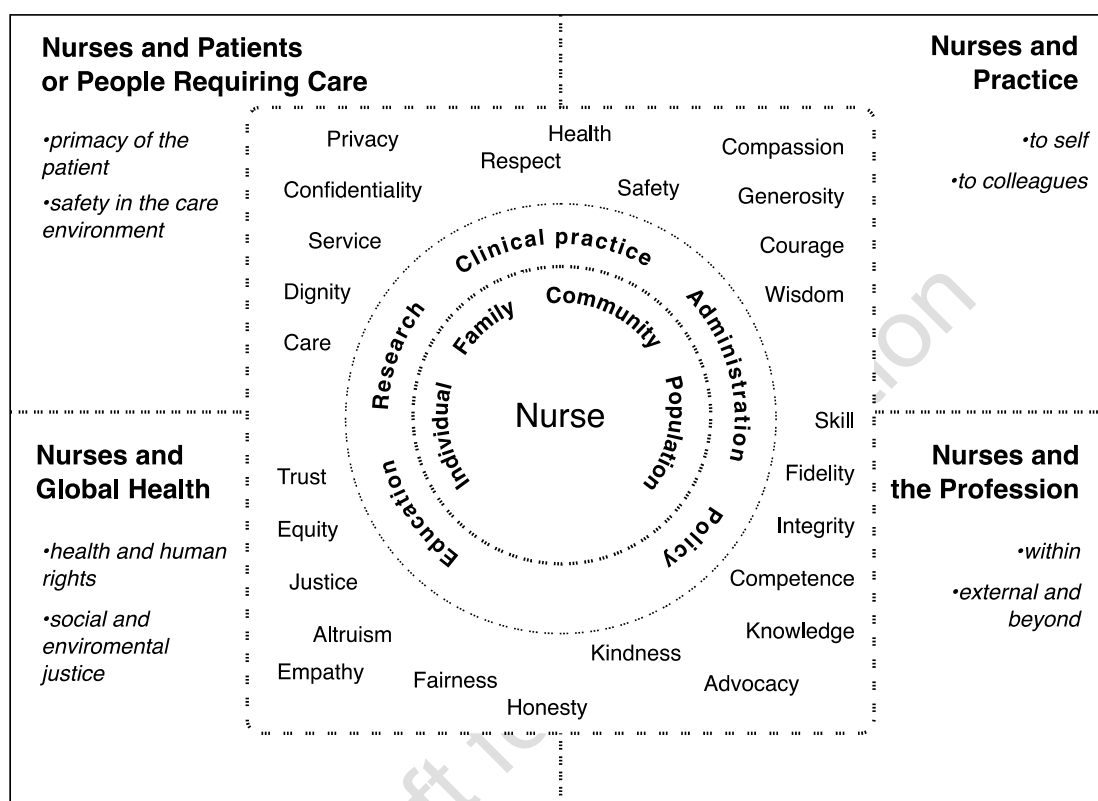 Nurses and Patients
or People Requiring Care
•primacy of the
patient
•safety in the care
environment
Nurses and
Practice
•to self
•to colleagues
Privacy
Health
Respect
Compassion
Confidentiality
Safety
Generosity
Service
Courage
Dignity
Wisdom
Care
Clinical practice
Research
Administration
Education
Policy
Family
Community
Individual
Population
Nurse
Nurses and
Global Health
•health and human
rights
•social and
enviromental
justice
Nurses and
the Profession
•within
•external and
beyond
Skill
Trust
Fidelity
Equity
Integrity
Justice
Competence
Altruism
Knowledge
Empathy
Fairness
Kindness
Advocacy
Honesty